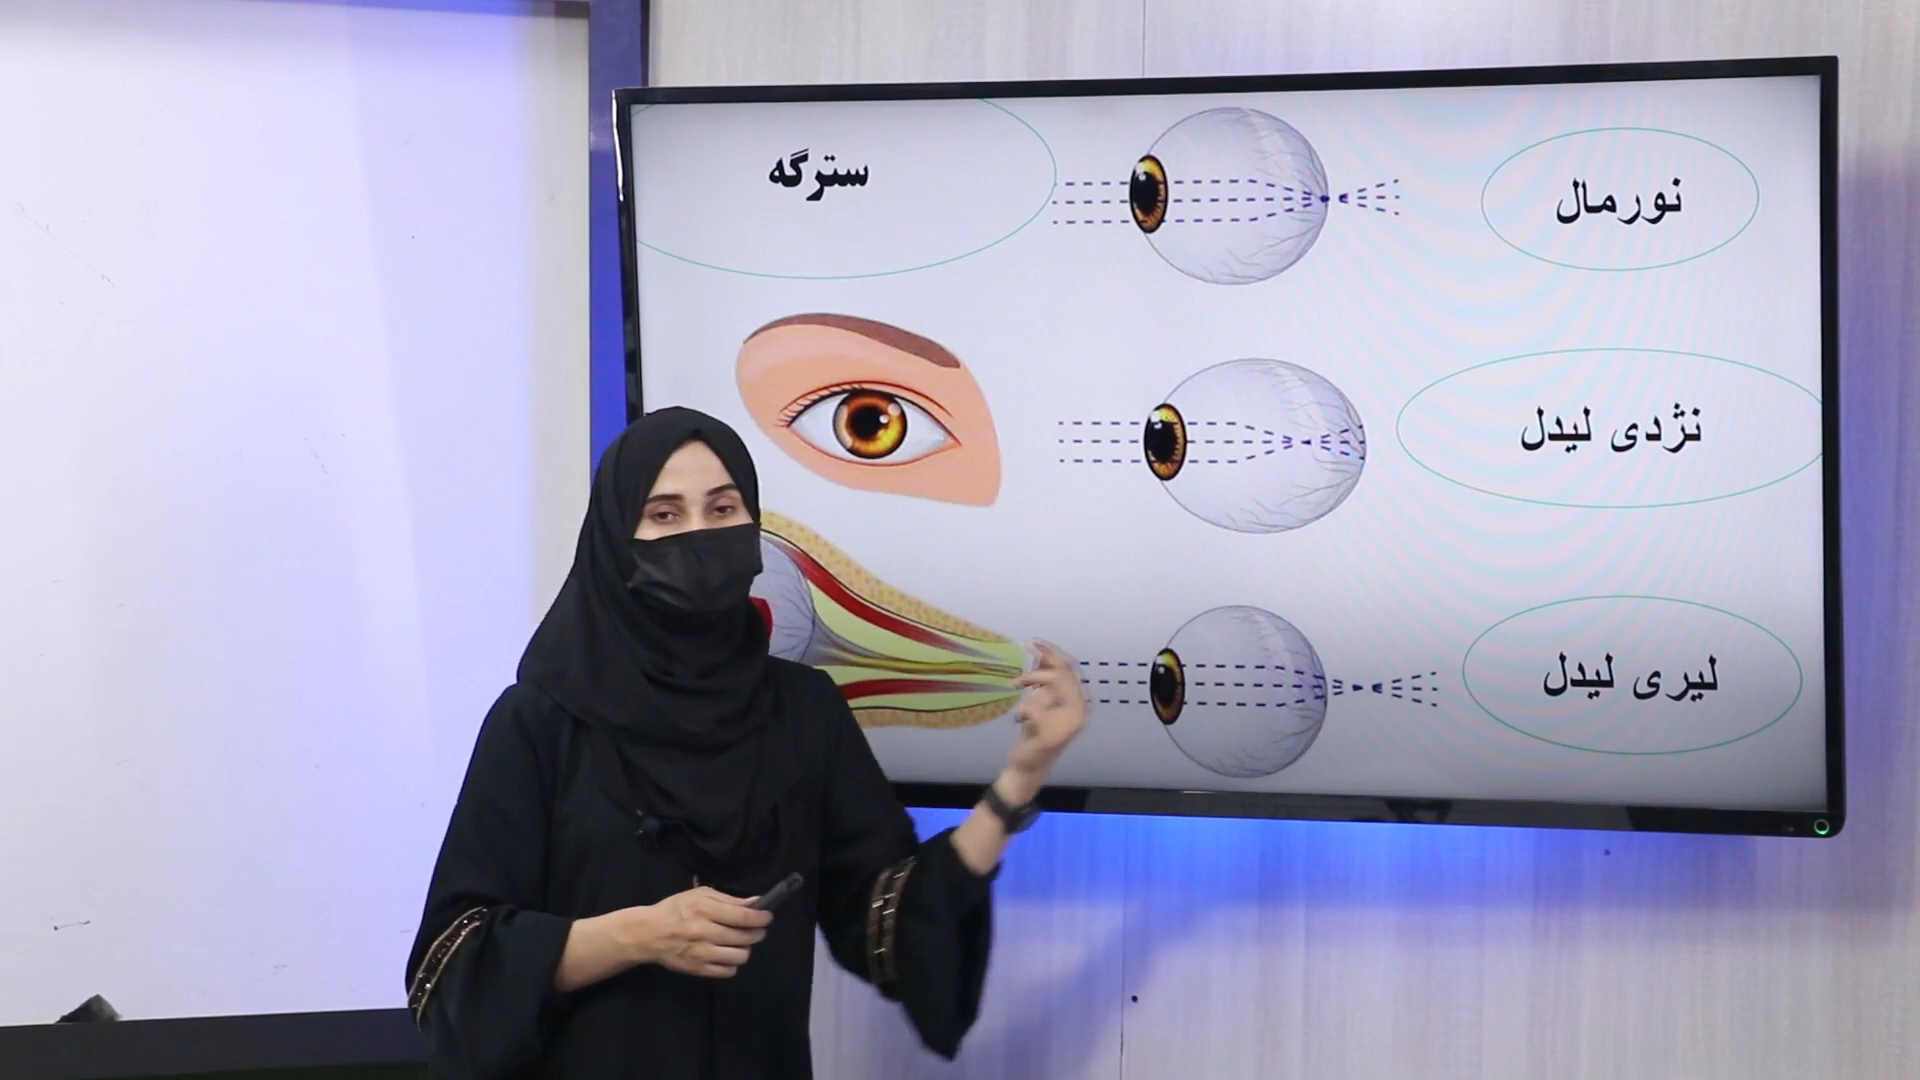 سترگه
نورمال
نژدی لیدل
لیری لیدل